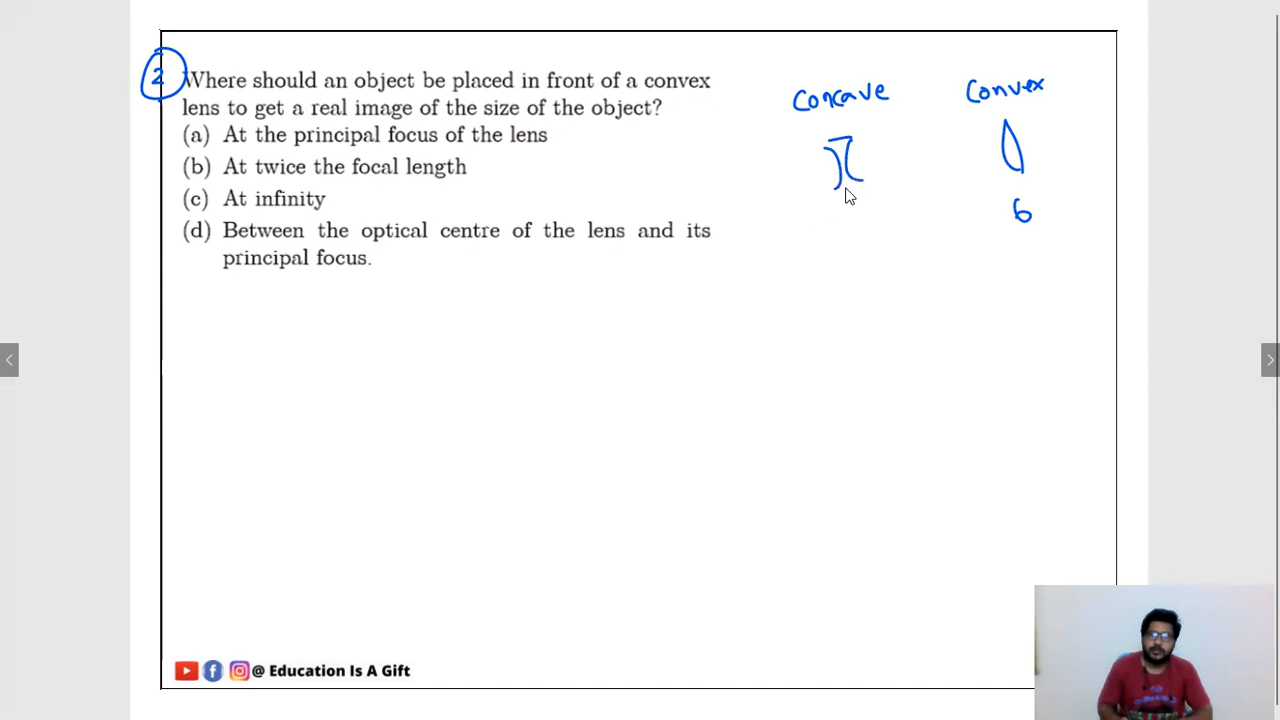 2
Where should an object be placed in front of a convex
lens to get a real image of the size of the object?
(a) At the principal focus of the lens
(b) At twice the focal length
(c) At infinity
(d) Between the optical centre of the lens and its
principal focus.
Concave
Convex
6
@ Education Is A Gift